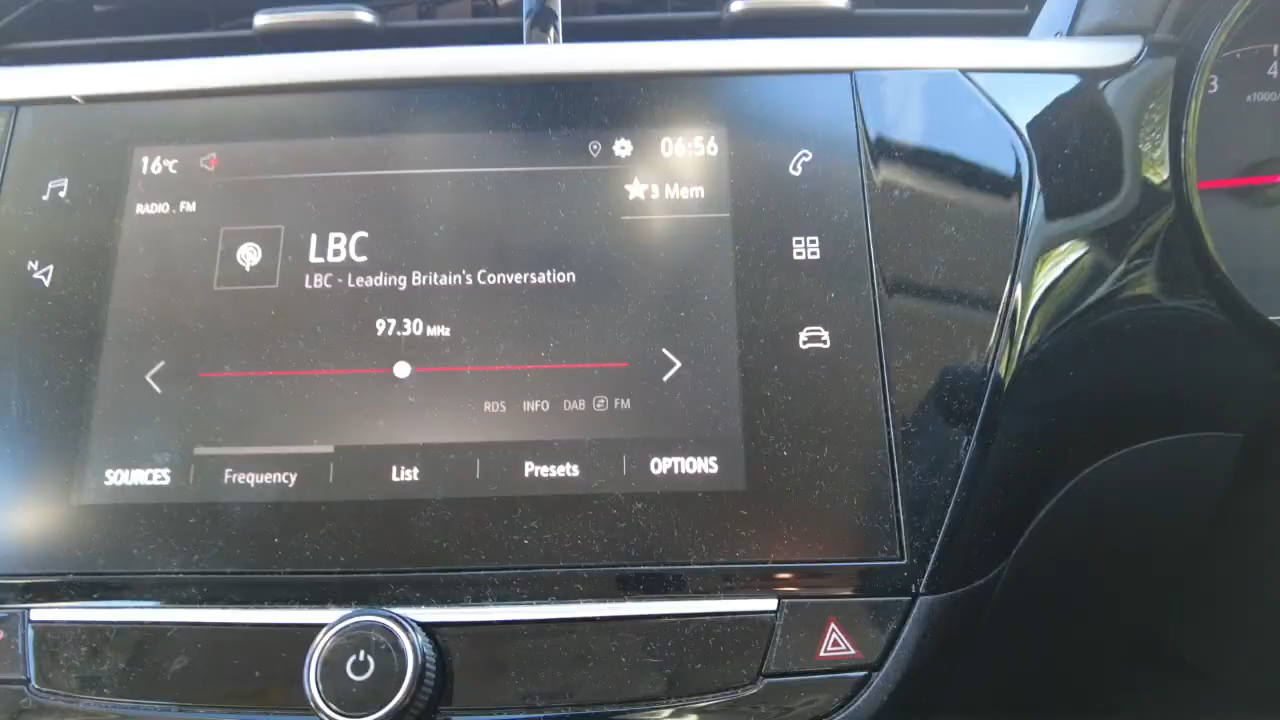 16°C 06:56
3 Mem
RADIO . FM
LBC
LBC - Leading Britain's Conversation
97.30 MHz
RDS INFO DAB FM
SOURCES Frequency List Presets OPTIONS
N
3 4
x1000/